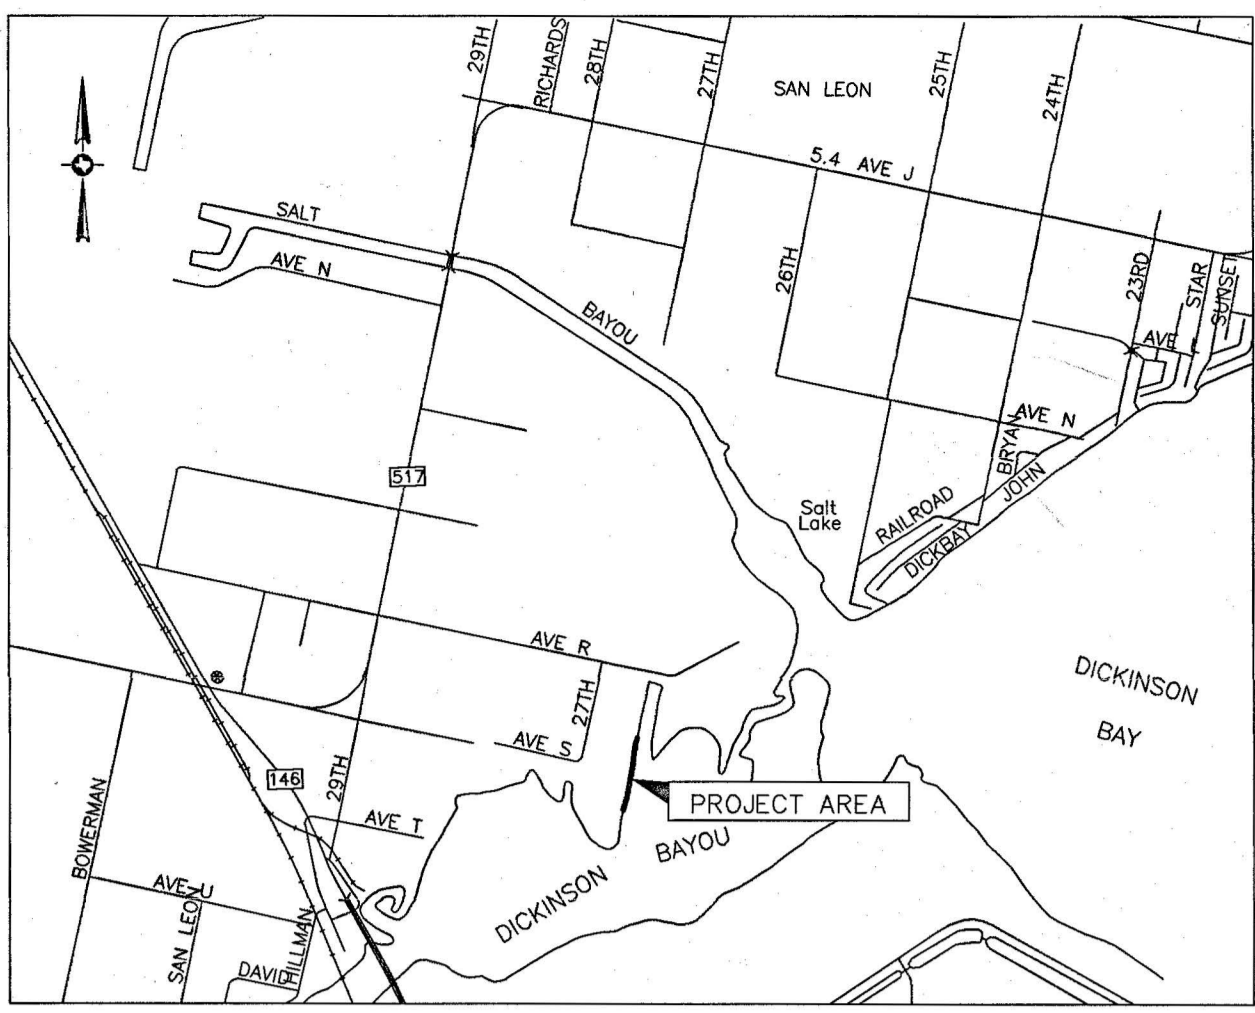 29TH
RICHARDS
28TH
27TH
SAN LEON
25TH
24TH
5.4 AVE J
SALT
AVE N
BAYOU
26TH
23RD
STAR
SUNSET
AVE L
AVE N
BRYAN
JOHN
517
Salt
Lake
RAILROAD
DICKBAY
AVE R
27TH
AVE S
DICKINSON
BAY
146
29TH
PROJECT AREA
AVE T
BOWERMAN
AVE U
SAN LEON
HILLMAN
DAVID
DICKINSON
BAYOU